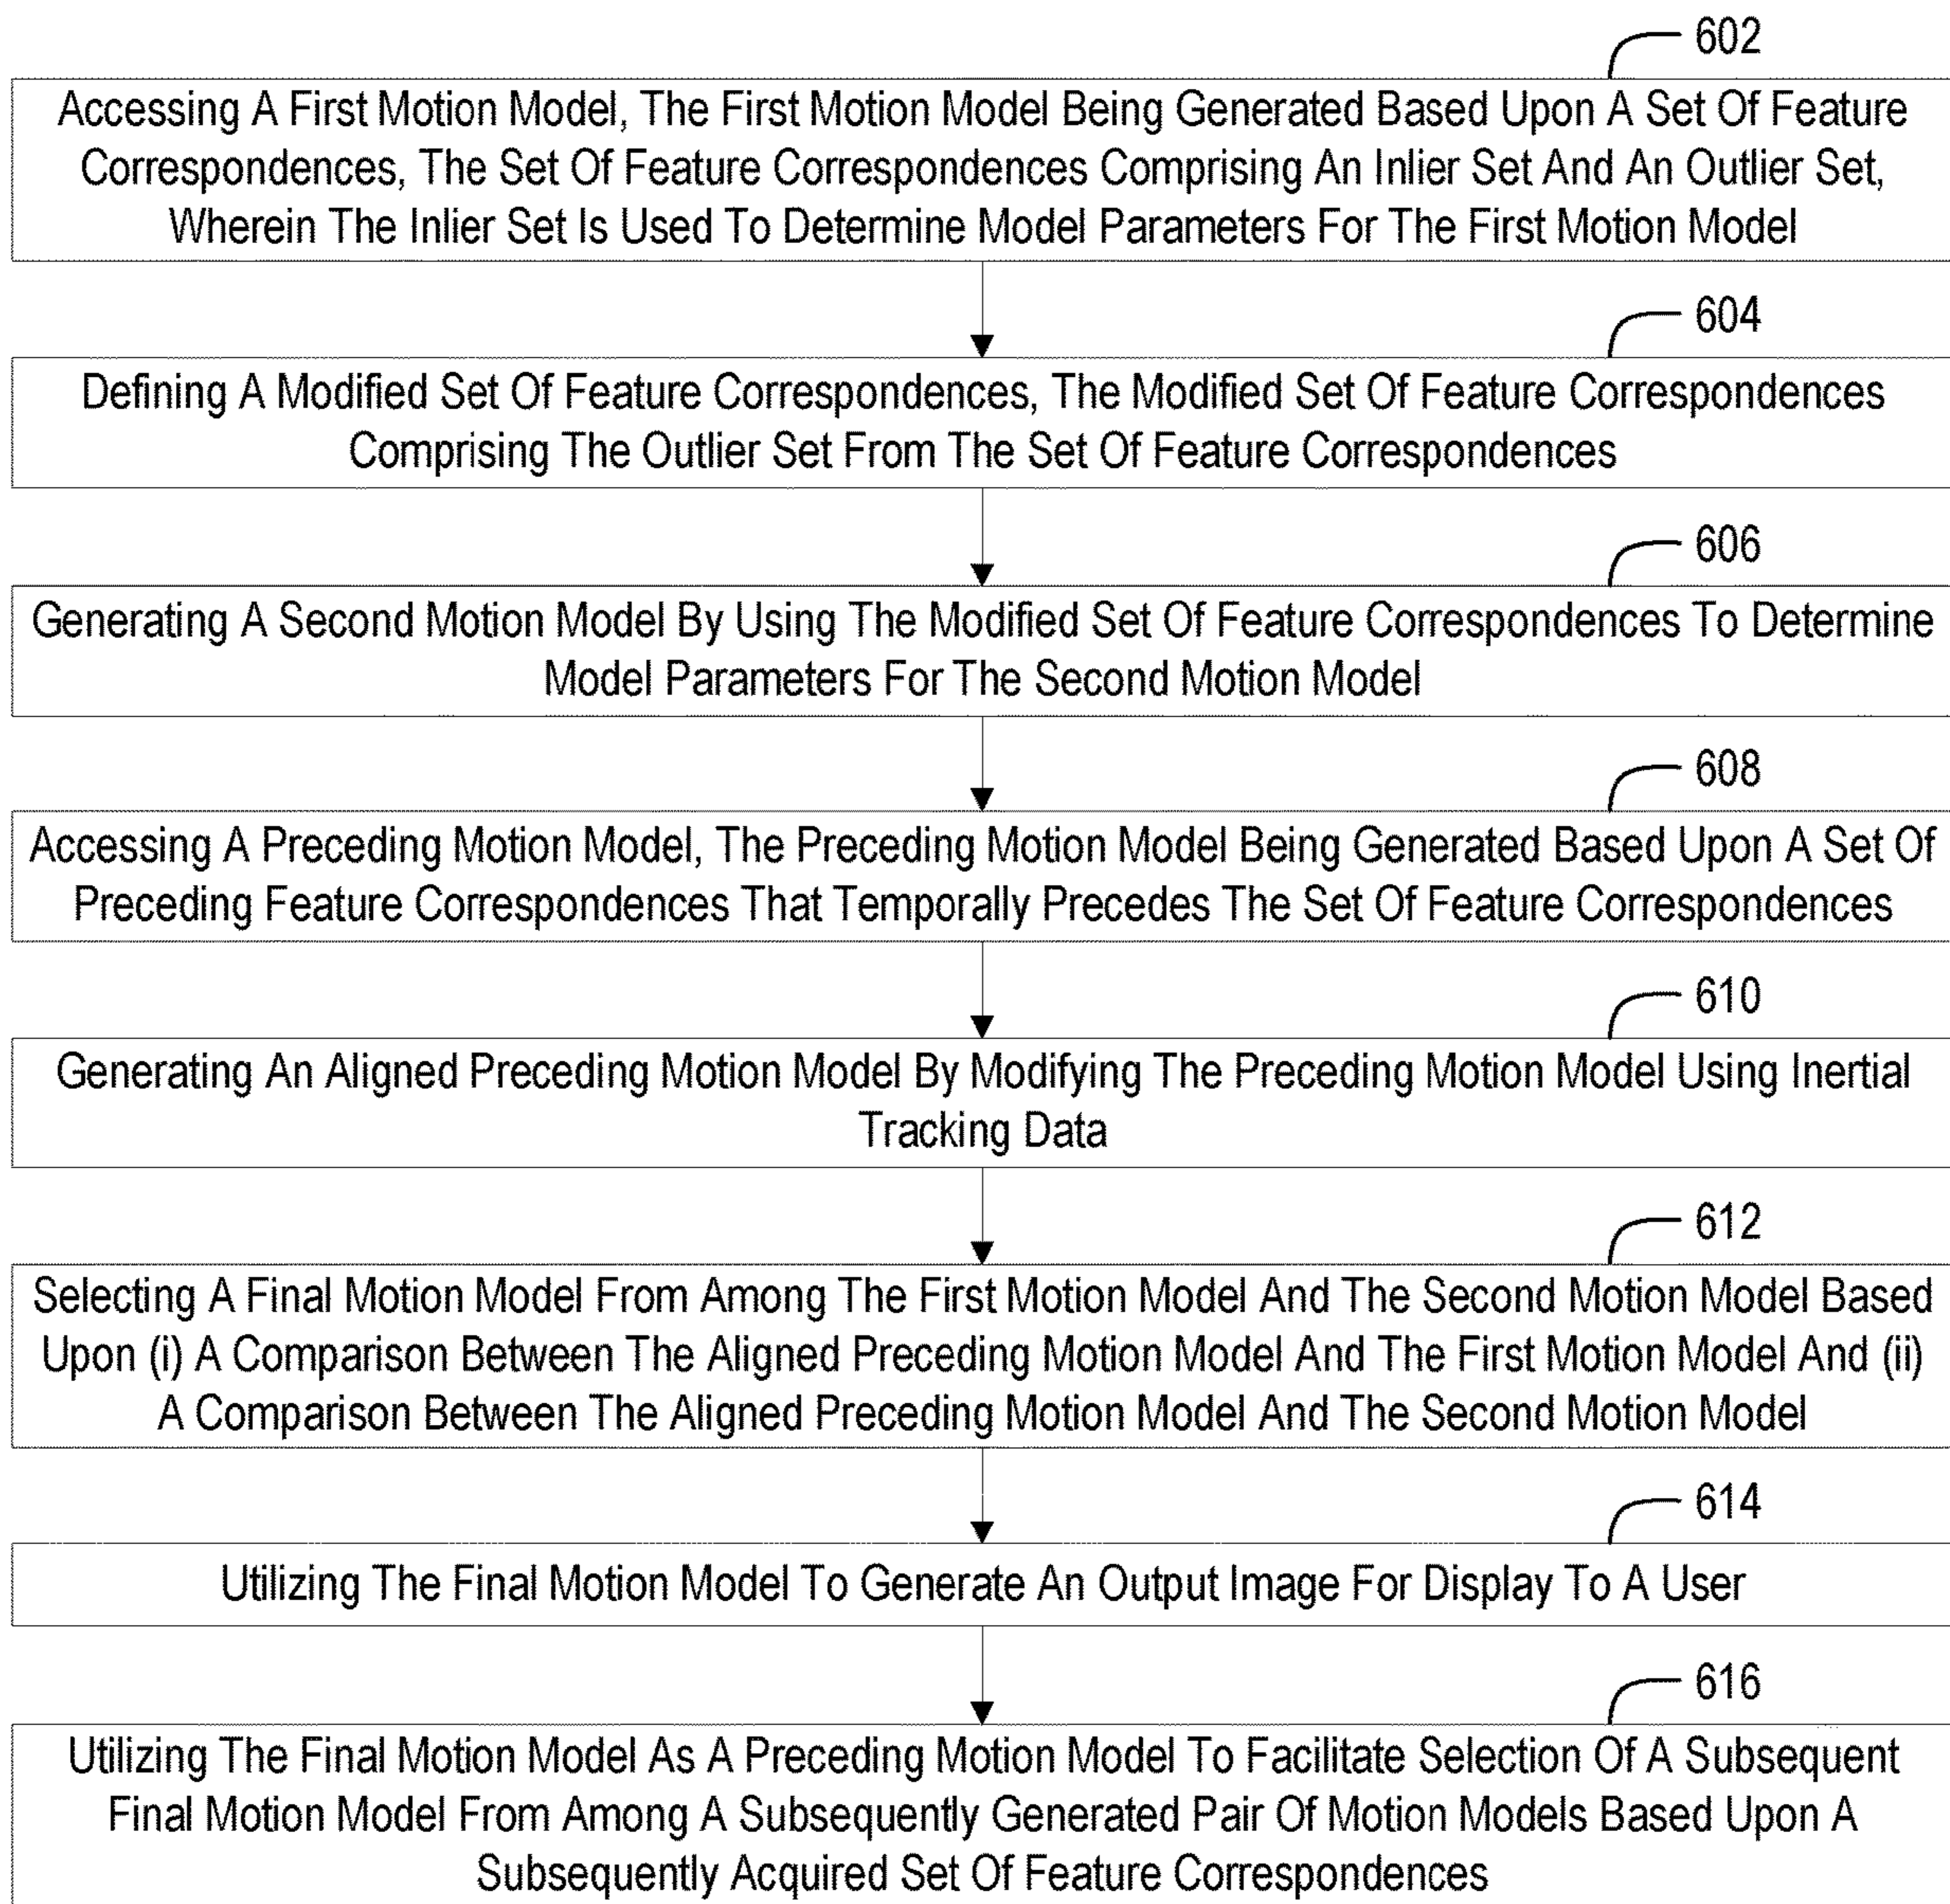 602
Accessing A First Motion Model, The First Motion Model Being Generated Based Upon A Set Of Feature
Correspondences, The Set Of Feature Correspondences Comprising An Inlier Set And An Outlier Set,
Wherein The Inlier Set Is Used To Determine Model Parameters For The First Motion Model
604
Defining A Modified Set Of Feature Correspondences, The Modified Set Of Feature Correspondences
Comprising The Outlier Set From The Set Of Feature Correspondences
606
Generating A Second Motion Model By Using The Modified Set Of Feature Correspondences To Determine
Model Parameters For The Second Motion Model
608
Accessing A Preceding Motion Model, The Preceding Motion Model Being Generated Based Upon A Set Of
Preceding Feature Correspondences That Temporally Precedes The Set Of Feature Correspondences
610
Generating An Aligned Preceding Motion Model By Modifying The Preceding Motion Model Using Inertial
Tracking Data
612
Selecting A Final Motion Model From Among The First Motion Model And The Second Motion Model Based
Upon (i) A Comparison Between The Aligned Preceding Motion Model And The First Motion Model And (ii)
A Comparison Between The Aligned Preceding Motion Model And The Second Motion Model
614
Utilizing The Final Motion Model To Generate An Output Image For Display To A User
616
Utilizing The Final Motion Model As A Preceding Motion Model To Facilitate Selection Of A Subsequent
Final Motion Model From Among A Subsequently Generated Pair Of Motion Models Based Upon A
Subsequently Acquired Set Of Feature Correspondences